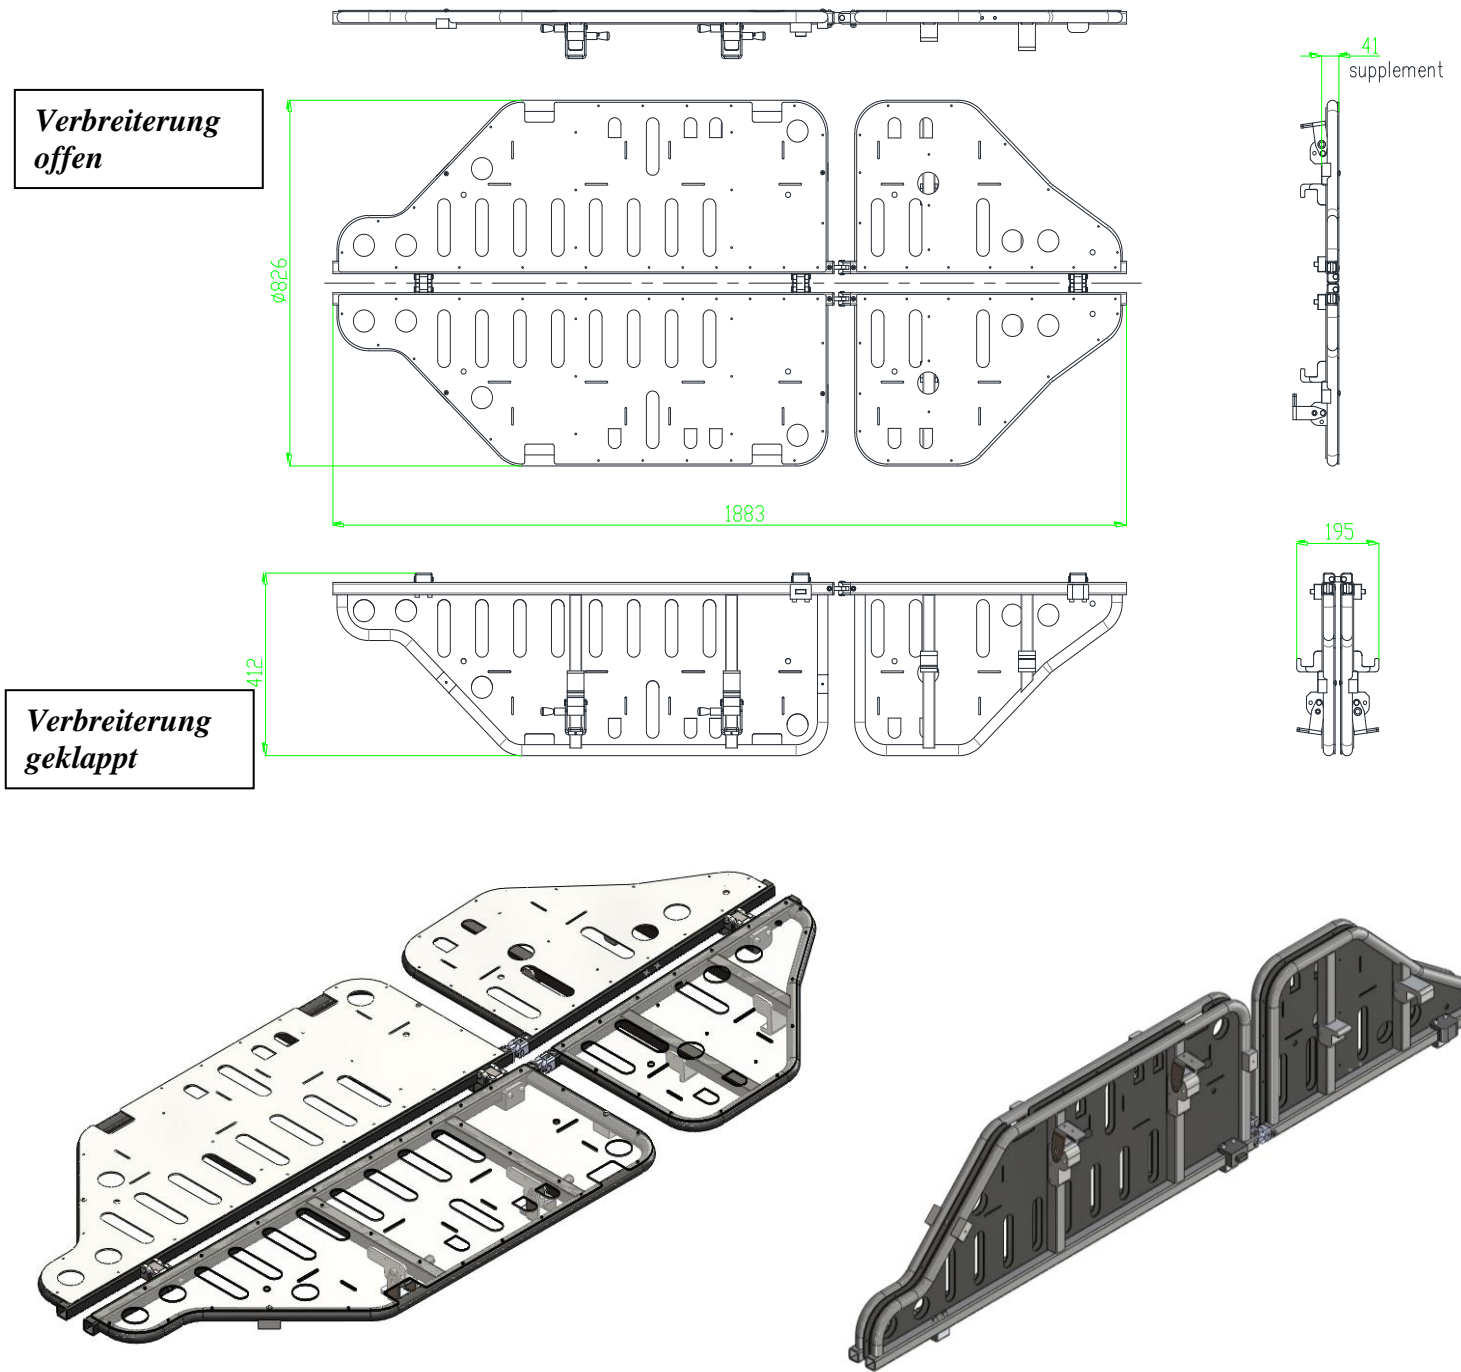 41
supplement
Verbreiterung
offen
ø826
1883
195
412
Verbreiterung
geklappt